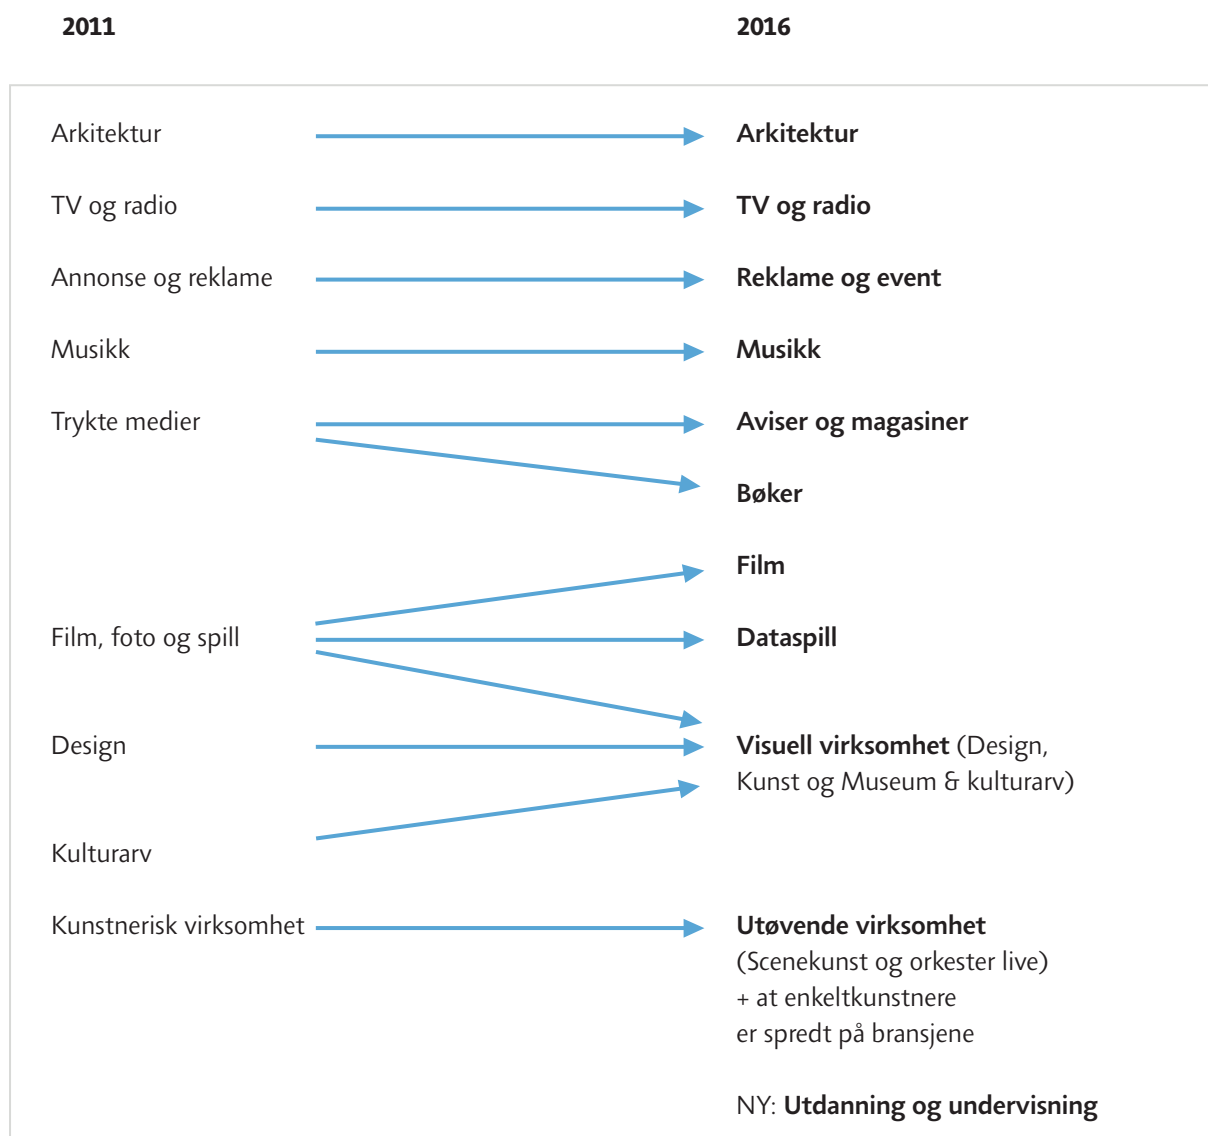 2011 2016
Arkitektur Arkitektur
TV og radio TV og radio
Annonse og reklame Reklame og event
Musikk Musikk
Trykte medier Aviser og magasiner
Bøker
Film
Film, foto og spill Dataspill
Design Visuell virksomhet (Design,
Kunst og Museum & kulturarv)
Kulturarv
Kunstnerisk virksomhet Utøvende virksomhet
(Scenekunst og orkester live)
+ at enkeltkunstnere
er spredt på bransjene
NY: Utdanning og undervisning